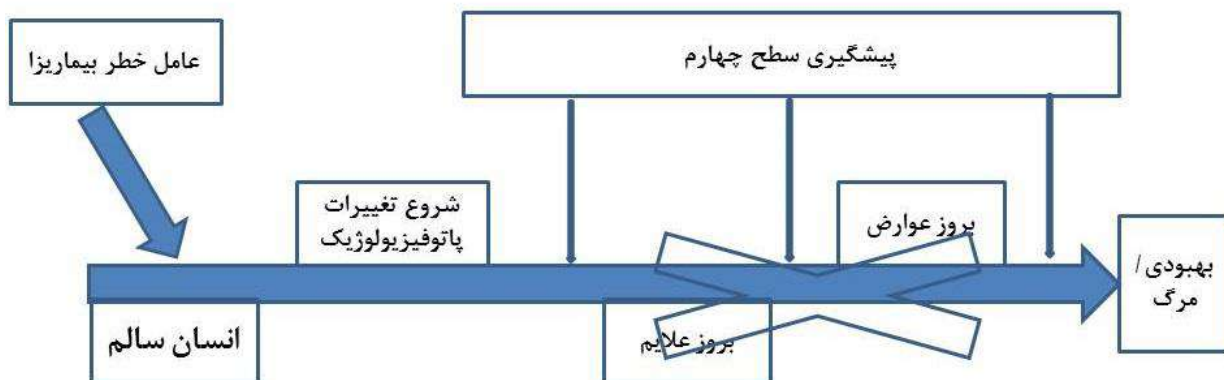 پیشگیری سطح چهارم
عامل خطر بیماریزا
شروع تغییرات
پاتوفیزیولوژیک
بروز عوارض
بهبودی /
مرگ
انسان سالم
بروز علایم